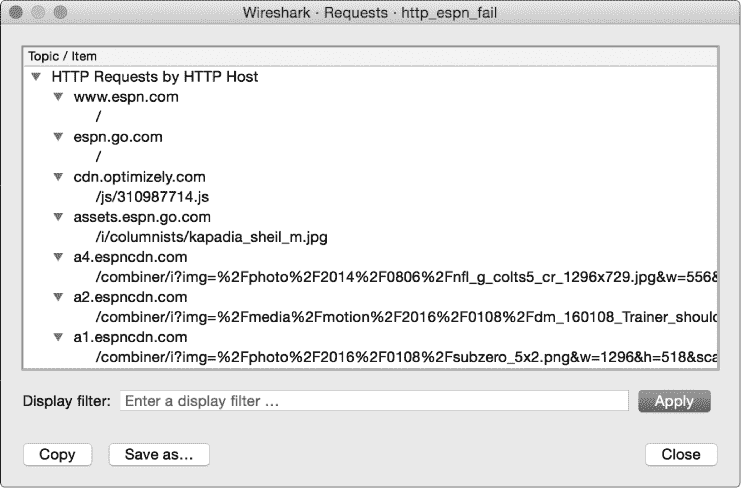 Wireshark · Requests · http_espn_fail
Topic / Item
HTTP Requests by HTTP Host
www.espn.com
/
espn.go.com
/
cdn.optimizely.com
/js/310987714.js
assets.espn.go.com
/i/columnists/kapadia_sheil_m.jpg
a4.espncdn.com
/combiner/i?img=%2Fphoto%2F2014%2F0806%2Fnfl_g_colts5_cr_1296x729.jpg&w=556&
a2.espncdn.com
/combiner/i?img=%2Fmedia%2Fmotion%2F2016%2F0108%2Fdm_160108_Trainer_shoulc
a1.espncdn.com
/combiner/i?img=%2Fphoto%2F2016%2F0108%2Fsubzero_5x2.png&w=1296&h=518&sca
Display filter: Enter a display filter … Apply
Copy Save as… Close